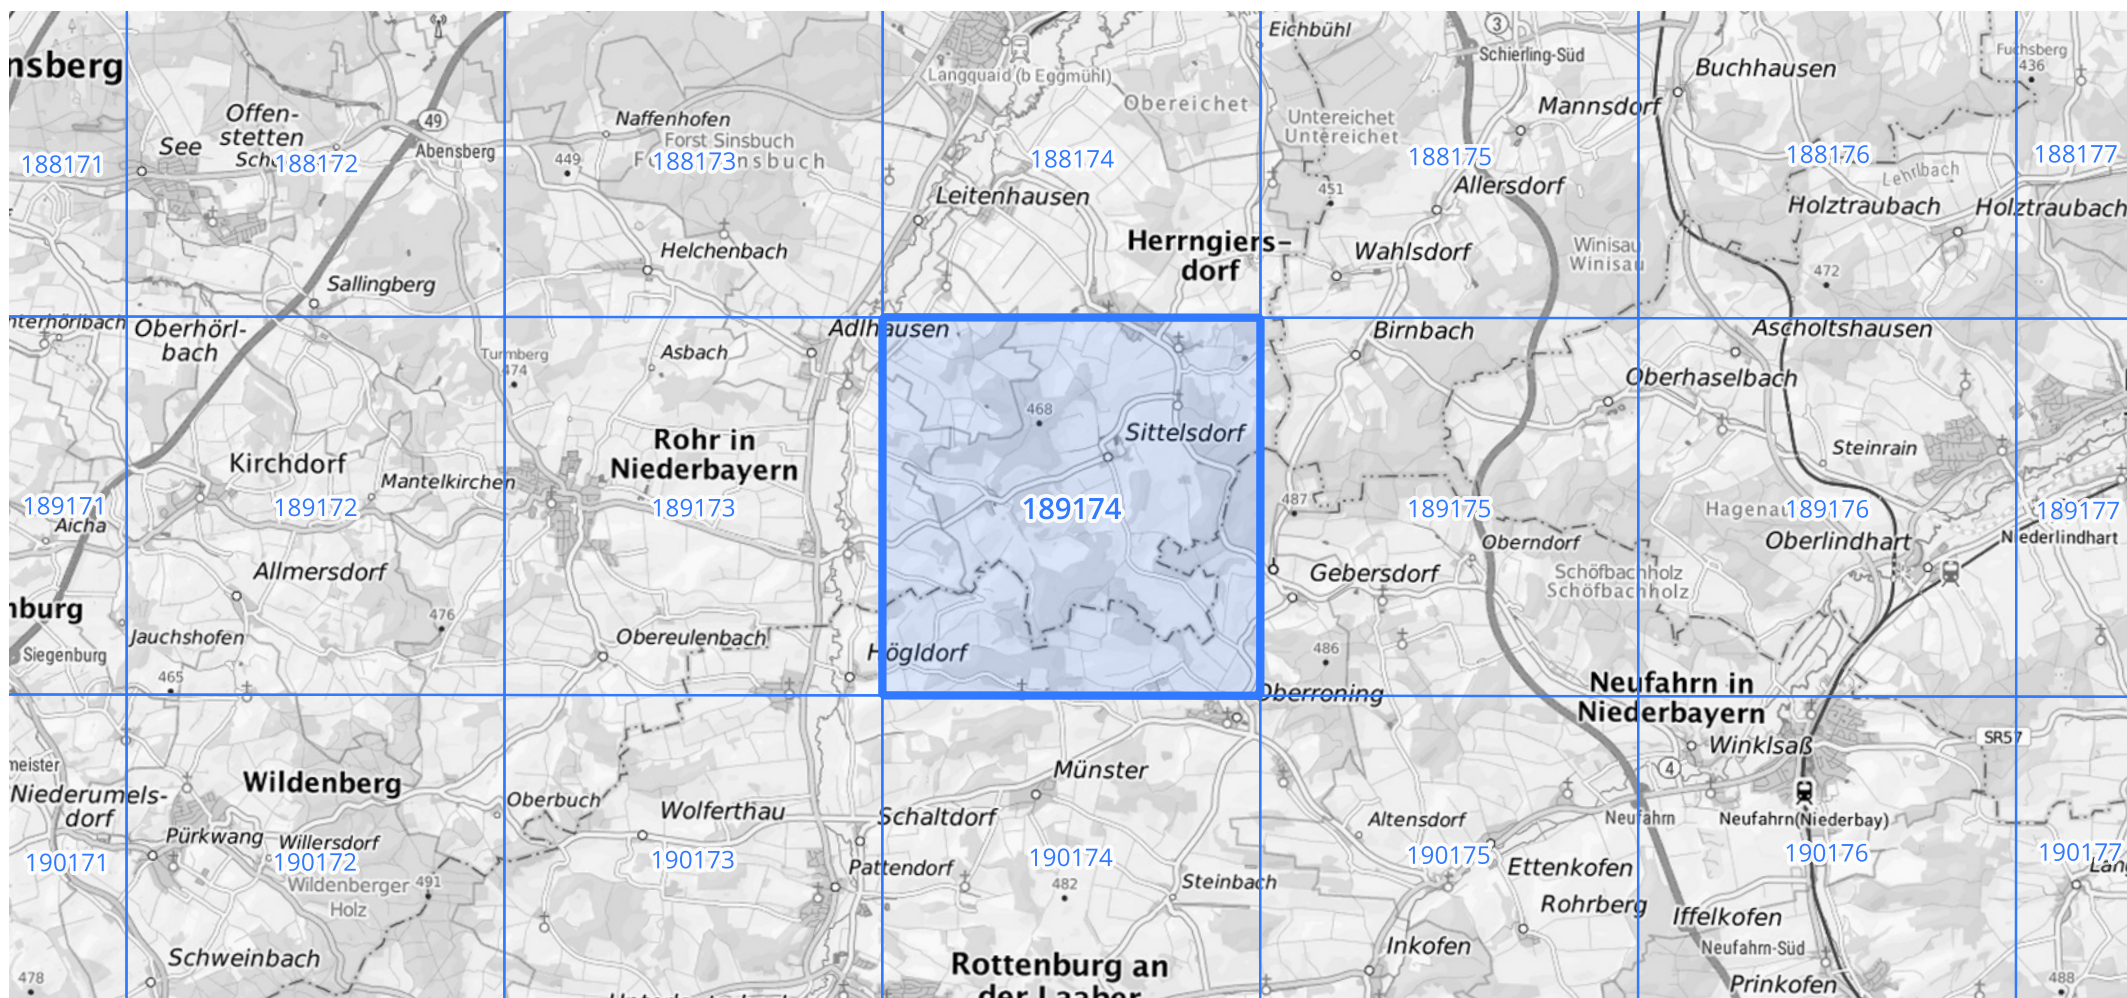 Eichbühl
3
Schierling-Süd
Fuchsberg
436
nsberg
Langquaid (b Eggmühl)
Buchhausen
Obereichet
Mannsdorf
Offen-
stetten
49
Naffenhofen
Untereichet
Untereichet
See
Abensberg
Forst Sinsbuch
449
188171
188172
188173
188174
188175
188176
188177
Lehrlbach
Leitenhausen
451
Allersdorf
Holztraubach
Holztraubach
Herrngiers-
dorf
Helchenbach
Wahlsdorf
Winisau
Winisau
472
Sallingberg
Oberhörl-
bach
Adlhausen
Birnbach
Ascholtshausen
Turmberg
474
Asbach
Oberhaselbach
468
Sittelsdorf
Rohr in
Niederbayern
Kirchdorf
Steinrain
Mantelkirchen
487
189171
189172
189173
189174
189175
189176
189177
Aicha
Oberndorf
Oberlindhart
Niederlindhart
Allmersdorf
Gebersdorf
Schöfbachholz
Schöfbachholz
nburg
476
Jauchshofen
Obereulenbach
Siegenburg
Högldorf
486
465
Oberroning
Neufahrn in
Niederbayern
SR57
Winklsaß
meister
Wildenberg
Münster
4
Niederumels-
dorf
Oberbuch
Wolferthau
Schaltdorf
Altensdorf
Neufahrn
Neufahrn(Niederbay)
Pürkwang
Willersdorf
190171
190172
190173
190174
190175
190176
190177
Pattendorf
Ettenkofen
Wildenberger
Holz
491
482
Steinbach
Rohrberg
Iffelkofen
Schweinbach
Inkofen
Neufahrn-Süd
478
Rottenburg an
der Laaber
Prinkofen
488